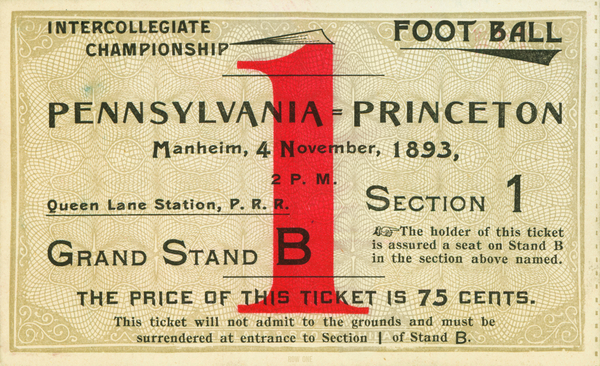 INTERCOLLEGIATE
CHAMPIONSHIP
FOOT BALL
1
PENNSYLVANIA = PRINCETON
Manheim, 4 November, 1893,
2 P. M.
Queen Lane Station, P. R. R.
SECTION 1
GRAND STAND B
☞The holder of this ticket
is assured a seat on Stand B
in the section above named.
THE PRICE OF THIS TICKET IS 75 CENTS.
This ticket will not admit to the grounds and must be
surrendered at entrance to Section 1 of Stand B.